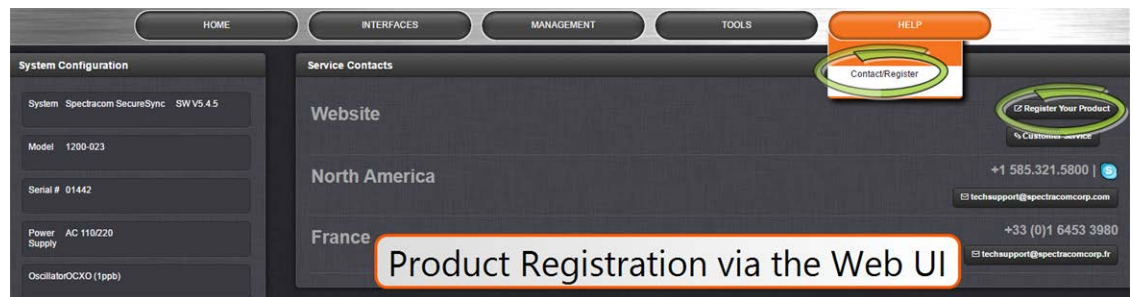 HOME
INTERFACES
MANAGEMENT
TOOLS
HELP
Contact/Register
System Configuration
System Spectracom SecureSync SW V5.4.5
Model 1200-023
Serial # 01442
Power Supply AC 110/220
OscillatorOCXO (1ppb)
Service Contacts
Website
Register Your Product
Customer Service
North America
+1 585.321.5800 |
techsupport@spectracomcorp.com
France
+33 (0)1 6453 3980
techsupport@spectracomcorp.fr
Product Registration via the Web UI